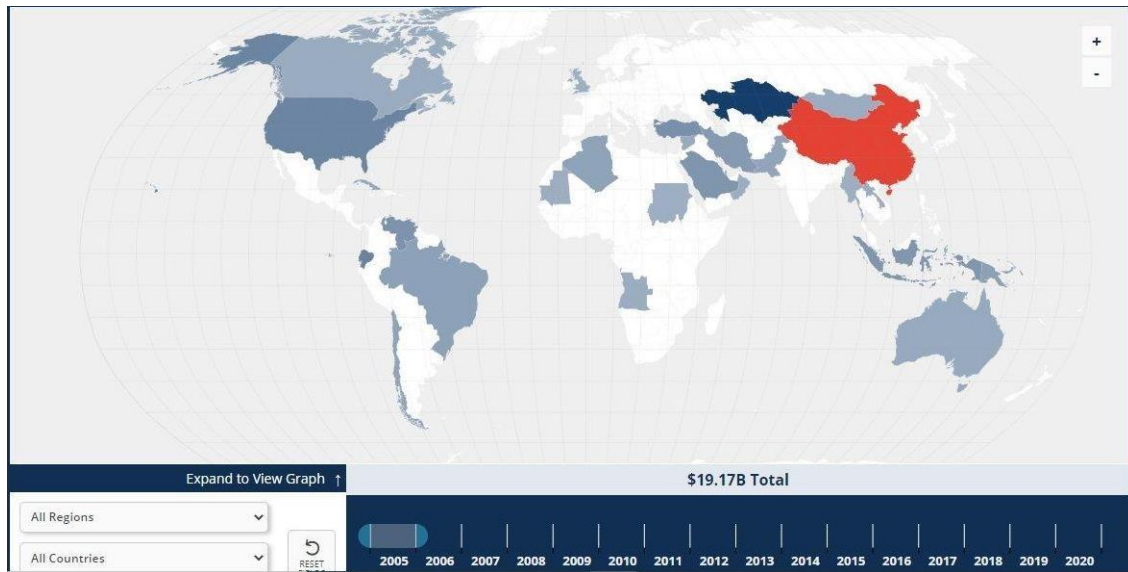 +
-
Expand to View Graph ↑
$19.17B Total
All Regions
All Countries
RESET
2005 2006 2007 2008 2009 2010 2011 2012 2013 2014 2015 2016 2017 2018 2019 2020